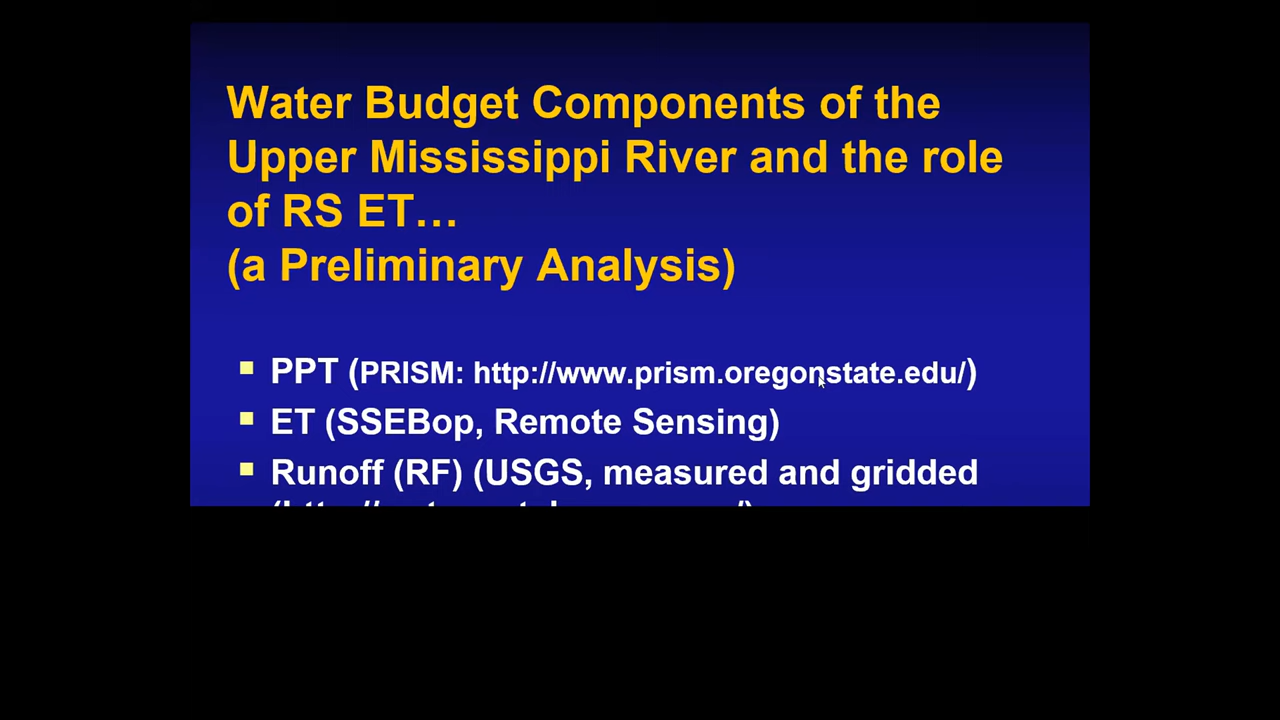 Water Budget Components of the
Upper Mississippi River and the role
of RS ET…
(a Preliminary Analysis)
PPT (PRISM: http://www.prism.oregonstate.edu/)
ET (SSEBop, Remote Sensing)
Runoff (RF) (USGS, measured and gridded